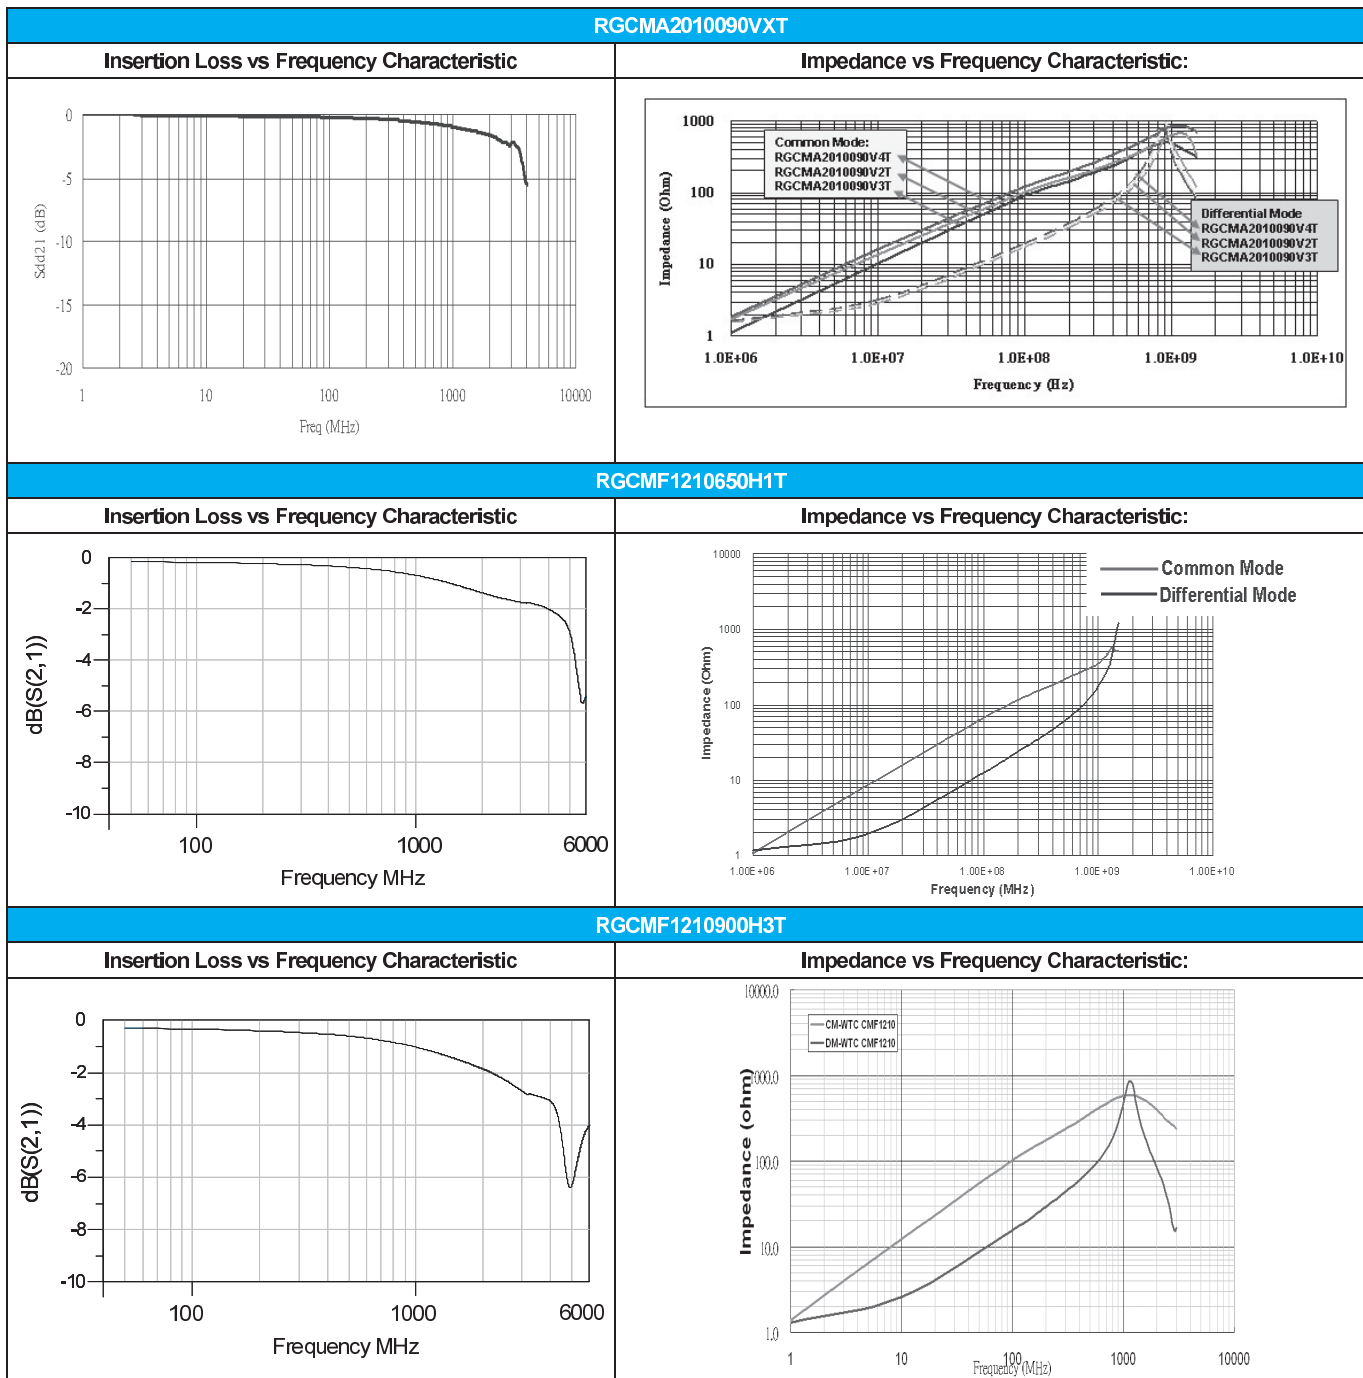 RGCMA2010090VXT
Insertion Loss vs Frequency Characteristic
Impedance vs Frequency Characteristic:
0
-5
-10
-15
-20
Sdd21 (dB)
1
10
100
1000
10000
Freq (MHz)
1000
100
10
1
Impedance (Ohm)
Common Mode:
RGCMA2010090V4T
RGCMA2010090V2T
RGCMA2010090V3T
Differential Mode
RGCMA2010090V4T
RGCMA2010090V2T
RGCMA2010090V3T
1.0E+06
1.0E+07
1.0E+08
1.0E+09
1.0E+10
Frequency (Hz)
RGCMF1210650H1T
Insertion Loss vs Frequency Characteristic
Impedance vs Frequency Characteristic:
0
-2
-4
-6
-8
-10
dB(S(2,1))
100
1000
6000
Frequency MHz
10000
1000
100
10
1
Impedance (Ohm)
Common Mode
Differential Mode
1.00E+06
1.00E+07
1.00E+08
1.00E+09
1.00E+10
Frequency (MHz)
RGCMF1210900H3T
Insertion Loss vs Frequency Characteristic
Impedance vs Frequency Characteristic:
0
-2
-4
-6
-8
-10
dB(S(2,1))
100
1000
6000
Frequency MHz
10000.0
1000.0
100.0
10.0
1.0
Impedance (ohm)
CM-WTC CMF1210
DM-WTC CMF1210
1
10
100
1000
10000
Frequency (MHz)